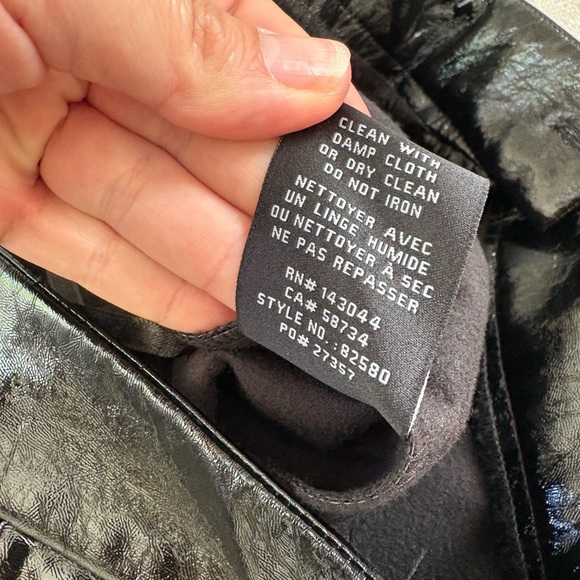 CLEAN WITH
DAMP CLOTH
OR DRY CLEAN
DO NOT IRON
NETTOYER AVEC
UN LINGE HUMIDE
OU NETTOYER À SEC
NE PAS REPASSER
RN# 143044
CA# 58734
STYLE NO.:82580
PO# 27357